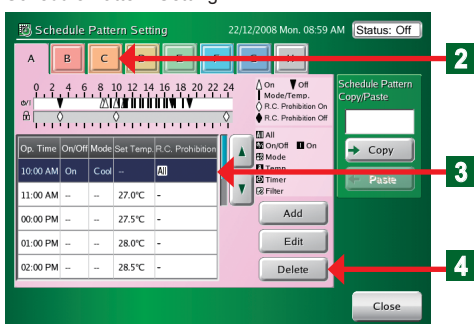 Schedule Pattern Setting
22/12/2008 Mon. 08:59 AM
Status: Off
A B C
0 2 4 6 8 10 12 14 16 18 20 22 24
On Off
Mode/Temp.
R.C. Prohibition On
R.C. Prohibition Off
All All
On/Off On
Mode
Temp.
Timer
Filter
Schedule Pattern
Copy/Paste
Copy
Paste
Op. Time On/Off Mode Set Temp. R.C. Prohibition
10:00 AM On Cool -- All
11:00 AM -- -- 27.0°C -
00:00 PM -- -- 27.5°C -
01:00 PM -- -- 28.0°C -
02:00 PM -- -- 28.5°C -
Add
Edit
Delete
Close
2
3
4